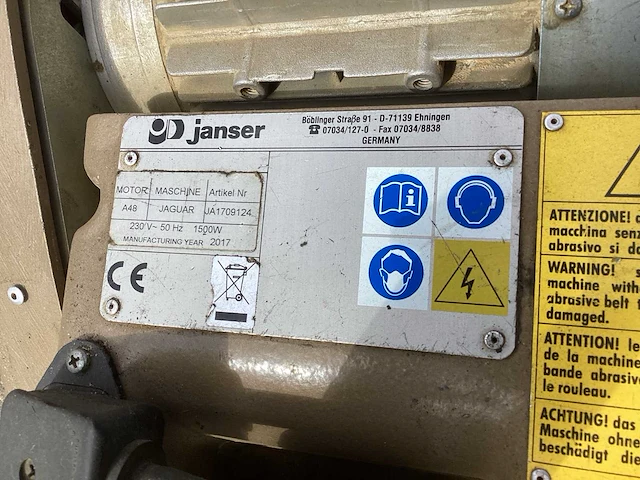 janser
Böblinger Straße 91 - D-71139 Ehningen
☎ 07034/127-0 - Fax 07034/8838
GERMANY
MOTOR MASCHINE Artikel Nr
A48 JAGUAR JA1709124
230 V~ 50 Hz 1500W
MANUFACTURING YEAR 2017
CE
i
ATTENZIONE!
macchina senz
abrasivo si da
WARNING!
machine with
abrasive belt
damaged.
ATTENTION! le
de la machine
bande abrasiv
le rouleau.
ACHTUNG! das
Maschine ohne
beschädigt die